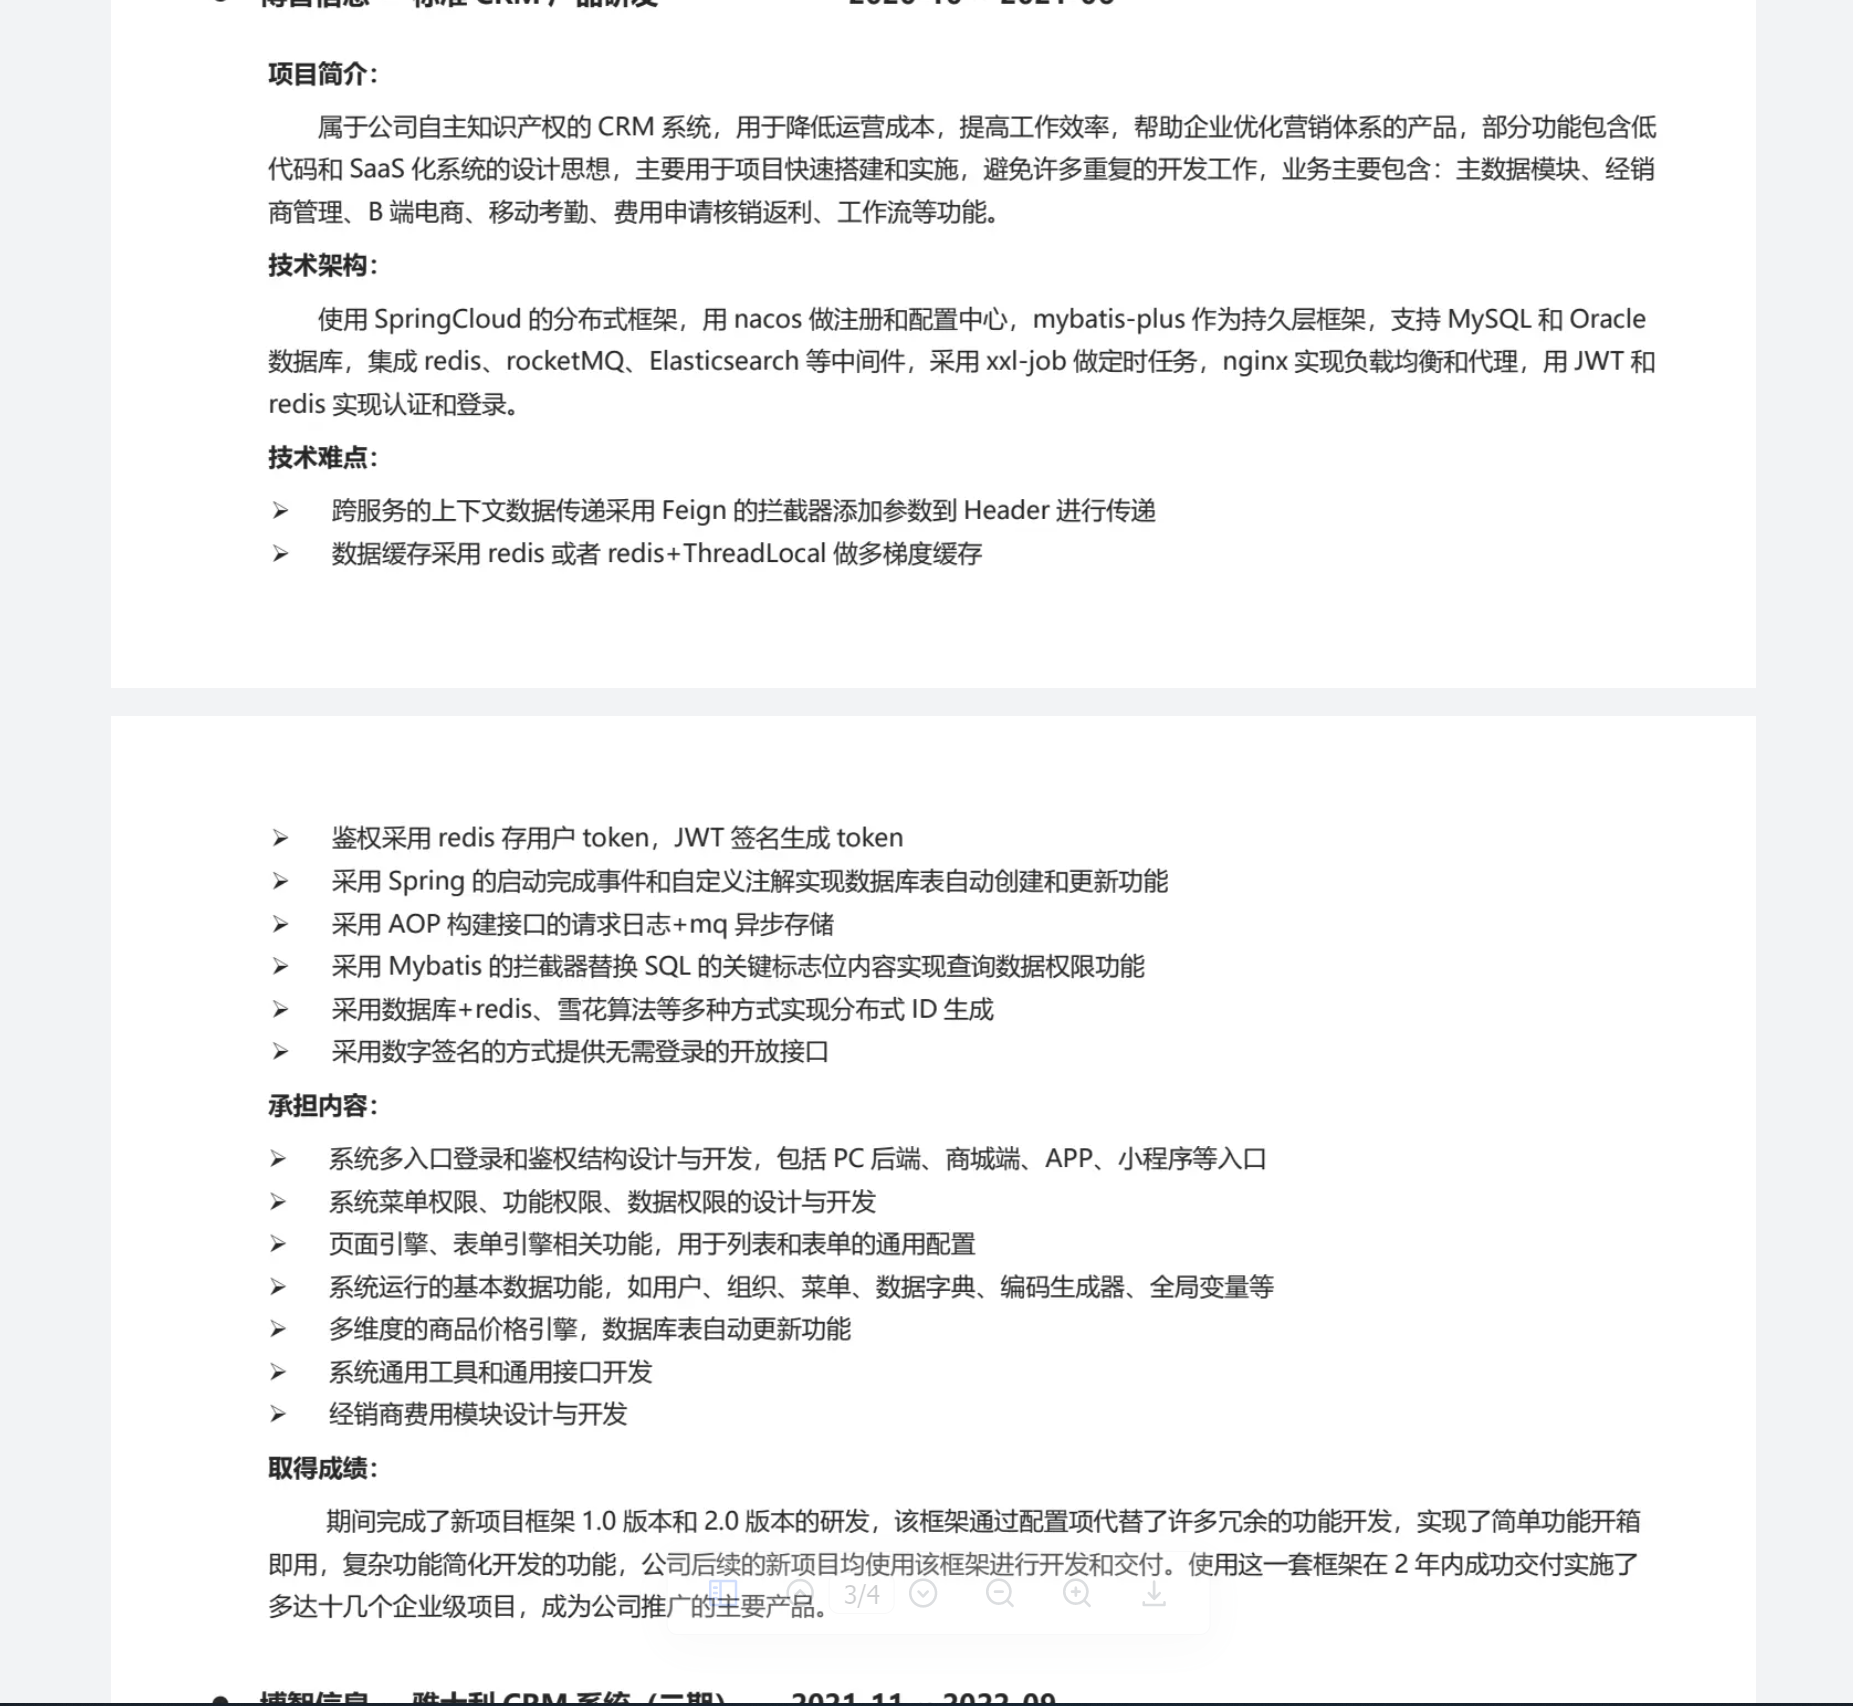 博智信息 标准 CRM 产品研发 2020-10 - 2021-08
项目简介：
属于公司自主知识产权的 CRM 系统，用于降低运营成本，提高工作效率，帮助企业优化营销体系的产品，部分功能包含低
代码和 SaaS 化系统的设计思想，主要用于项目快速搭建和实施，避免许多重复的开发工作，业务主要包含：主数据模块、经销
商管理、B 端电商、移动考勤、费用申请核销返利、工作流等功能。
技术架构：
使用 SpringCloud 的分布式框架，用 nacos 做注册和配置中心，mybatis-plus 作为持久层框架，支持 MySQL 和 Oracle
数据库，集成 redis、rocketMQ、Elasticsearch 等中间件，采用 xxl-job 做定时任务，nginx 实现负载均衡和代理，用 JWT 和
redis 实现认证和登录。
技术难点：
➢ 跨服务的上下文数据传递采用 Feign 的拦截器添加参数到 Header 进行传递
➢ 数据缓存采用 redis 或者 redis+ThreadLocal 做多梯度缓存
➢ 鉴权采用 redis 存用户 token，JWT 签名生成 token
➢ 采用 Spring 的启动完成事件和自定义注解实现数据库表自动创建和更新功能
➢ 采用 AOP 构建接口的请求日志+mq 异步存储
➢ 采用 Mybatis 的拦截器替换 SQL 的关键标志位内容实现查询数据权限功能
➢ 采用数据库+redis、雪花算法等多种方式实现分布式 ID 生成
➢ 采用数字签名的方式提供无需登录的开放接口
承担内容：
➢ 系统多入口登录和鉴权结构设计与开发，包括 PC 后端、商城端、APP、小程序等入口
➢ 系统菜单权限、功能权限、数据权限的设计与开发
➢ 页面引擎、表单引擎相关功能，用于列表和表单的通用配置
➢ 系统运行的基本数据功能，如用户、组织、菜单、数据字典、编码生成器、全局变量等
➢ 多维度的商品价格引擎，数据库表自动更新功能
➢ 系统通用工具和通用接口开发
➢ 经销商费用模块设计与开发
取得成绩：
期间完成了新项目框架 1.0 版本和 2.0 版本的研发，该框架通过配置项代替了许多冗余的功能开发，实现了简单功能开箱
即用，复杂功能简化开发的功能，公司后续的新项目均使用该框架进行开发和交付。使用这一套框架在 2 年内成功交付实施了
多达十几个企业级项目，成为公司推广的主要产品。
3/4
博智信息 雅士利 CRM 系统（二期） 2021-11 - 2022-09